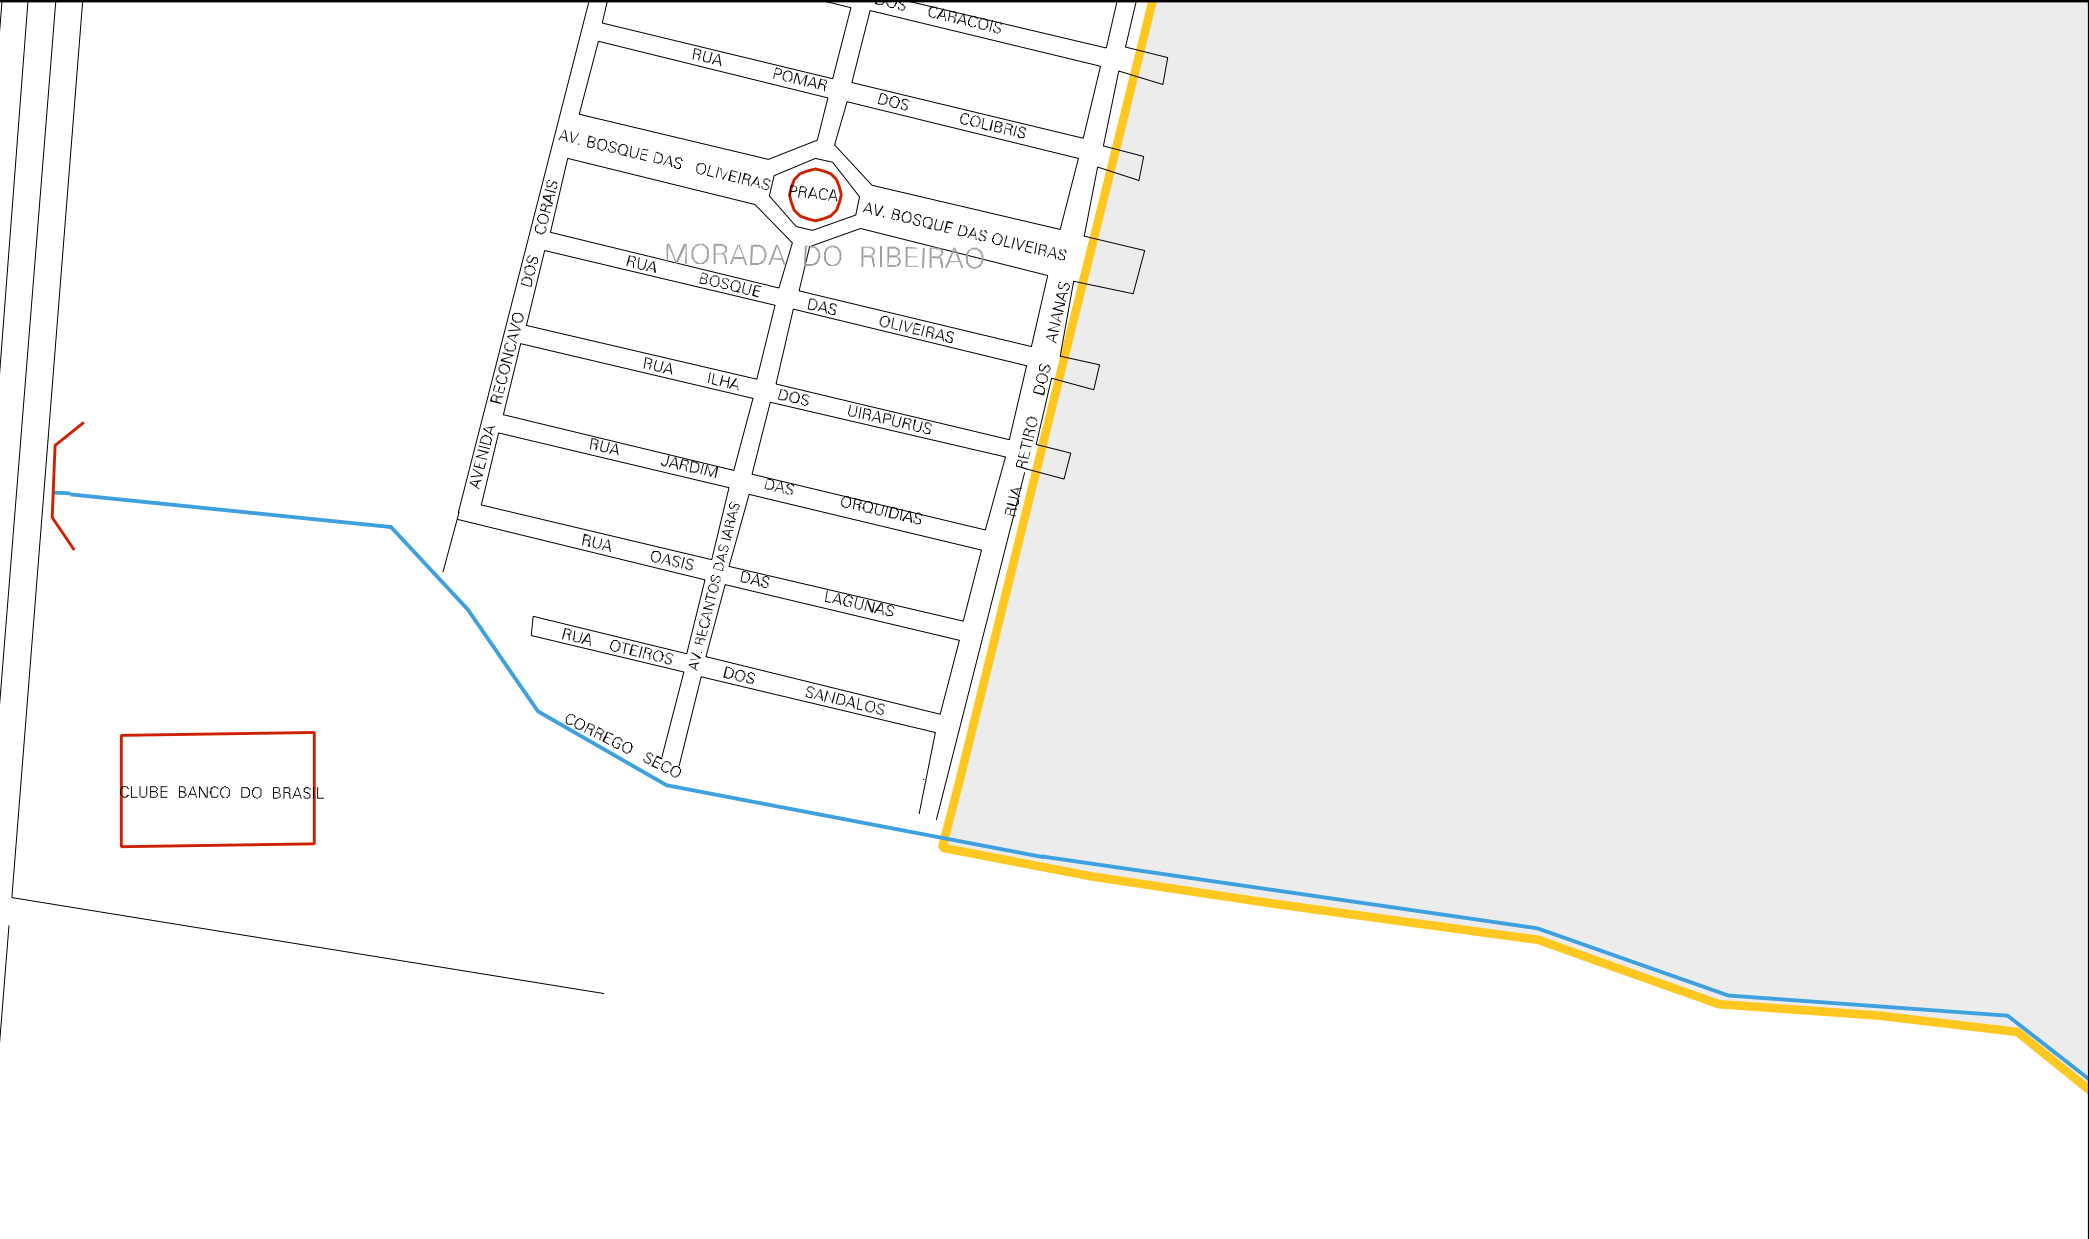 DOS CARACOIS
RUA POMAR DOS COLIBRIS
AV. BOSQUE DAS OLIVEIRAS
PRACA
AV. BOSQUE DAS OLIVEIRAS
MORADA DO RIBEIRAO
RUA BOSQUE DAS OLIVEIRAS
RUA ILHA DOS UIRAPURUS
RUA JARDIM DAS ORQUIDIAS
RUA OASIS DAS LAGUNAS
RUA OTEIROS DOS SANDALOS
AVENIDA RECONCAVO DOS CORAIS
AV. RECANTOS DAS IARAS
RUA RETIRO DOS ANANAS
CORREGO SECO
CLUBE BANCO DO BRASIL